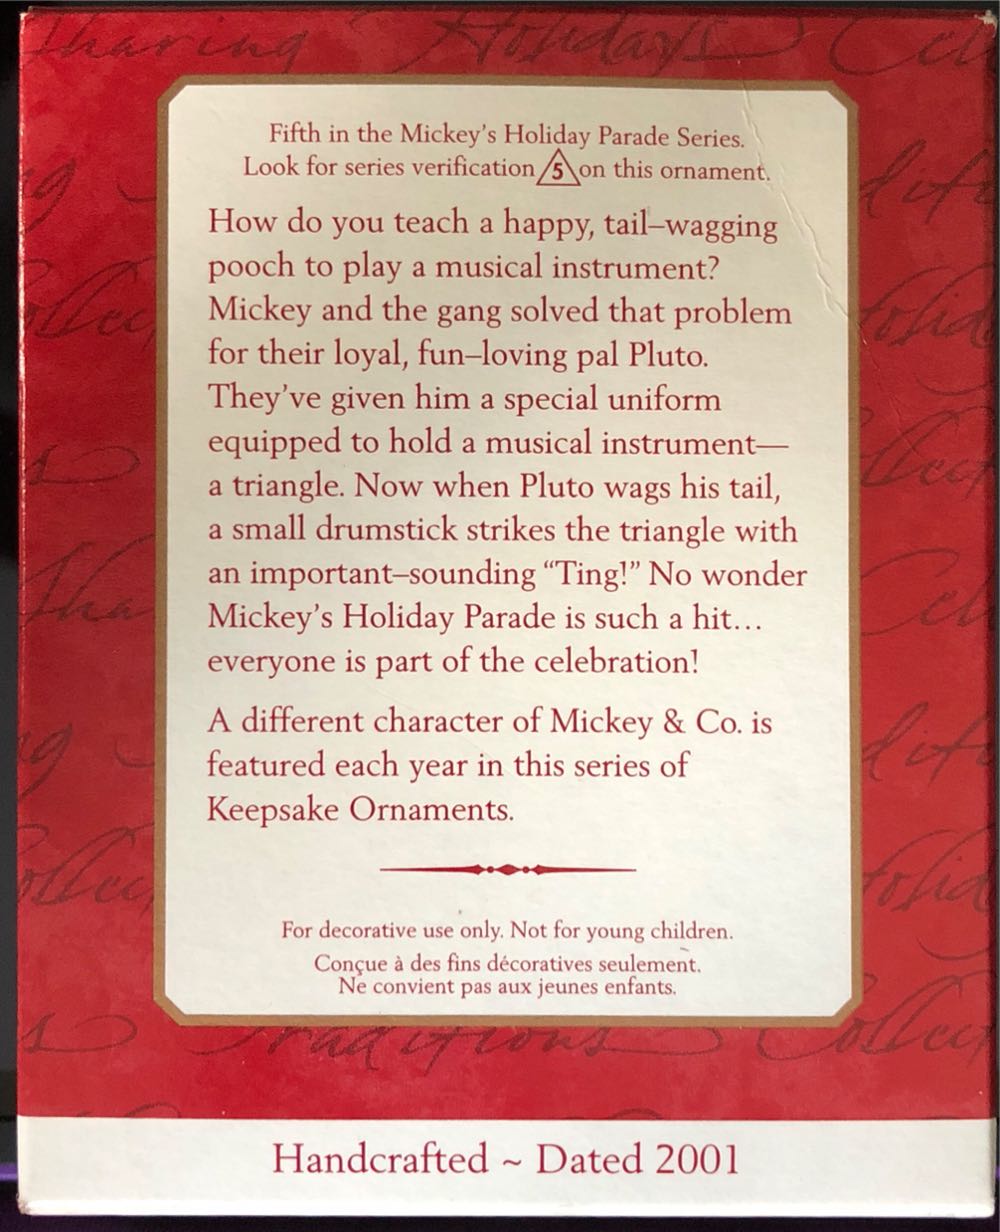 Sharing Holidays
Fifth in the Mickey's Holiday Parade Series.
Look for series verification 5 on this ornament.
How do you teach a happy, tail–wagging
pooch to play a musical instrument?
Mickey and the gang solved that problem
for their loyal, fun–loving pal Pluto.
They've given him a special uniform
equipped to hold a musical instrument—
a triangle. Now when Pluto wags his tail,
a small drumstick strikes the triangle with
an important–sounding “Ting!” No wonder
Mickey's Holiday Parade is such a hit...
everyone is part of the celebration!
A different character of Mickey & Co. is
featured each year in this series of
Keepsake Ornaments.
For decorative use only. Not for young children.
Conçue à des fins décoratives seulement.
Ne convient pas aux jeunes enfants.
Traditions
Handcrafted ~ Dated 2001